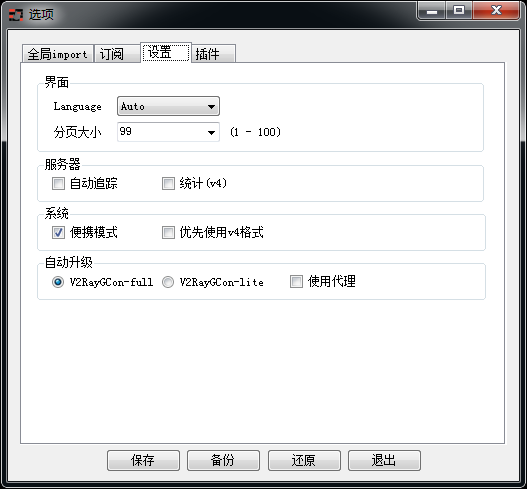 选项
全局import 订阅 设置 插件
界面
Language Auto
分页大小 99 (1 - 100)
服务器
自动追踪 统计(v4)
系统
便携模式 优先使用v4格式
自动升级
V2RayGCon-full V2RayGCon-lite 使用代理
保存 备份 还原 退出